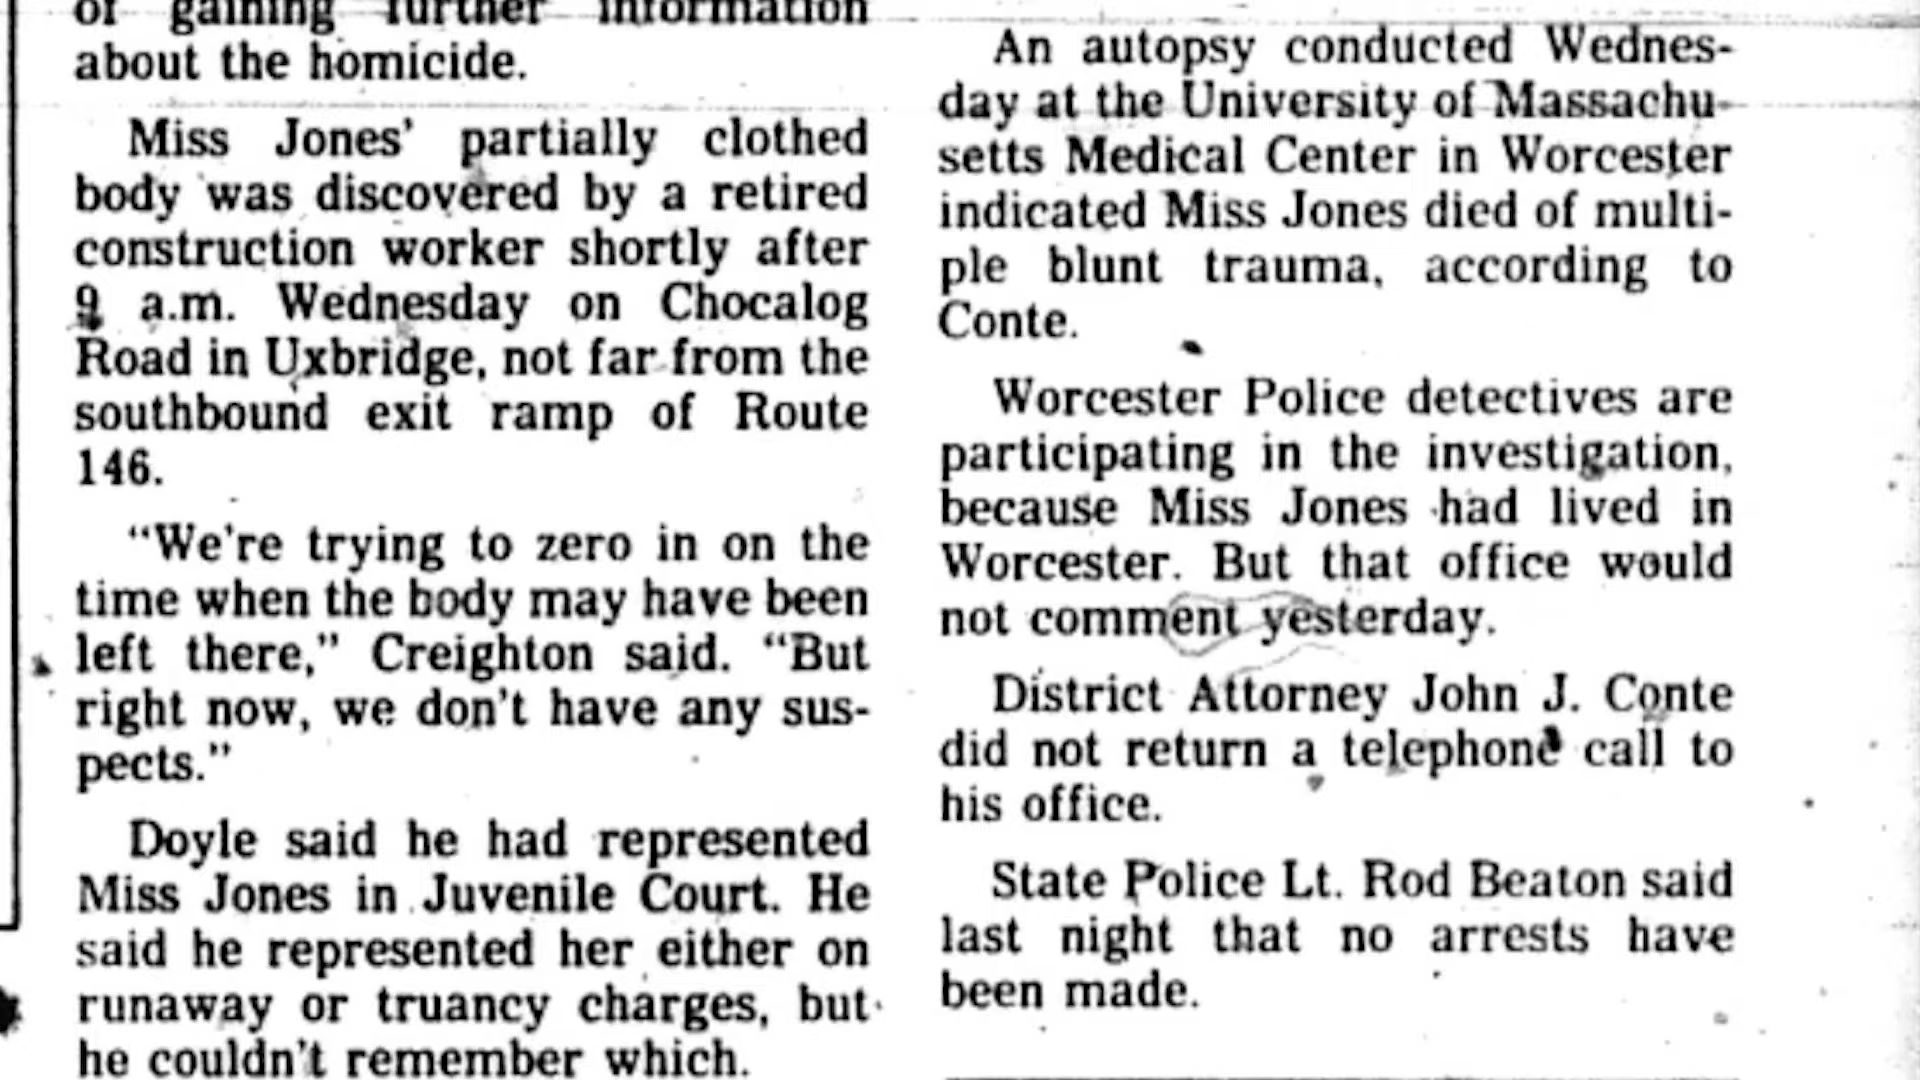 of gaining further information
about the homicide.
Miss Jones' partially clothed
body was discovered by a retired
construction worker shortly after
9 a.m. Wednesday on Chocalog
Road in Uxbridge, not far from the
southbound exit ramp of Route
146.
“We're trying to zero in on the
time when the body may have been
left there,” Creighton said. “But
right now, we don't have any sus-
pects.”
Doyle said he had represented
Miss Jones in Juvenile Court. He
said he represented her either on
runaway or truancy charges, but
he couldn't remember which.
An autopsy conducted Wednes-
day at the University of Massachu-
setts Medical Center in Worcester
indicated Miss Jones died of multi-
ple blunt trauma, according to
Conte.
Worcester Police detectives are
participating in the investigation,
because Miss Jones had lived in
Worcester. But that office would
not comment yesterday.
District Attorney John J. Conte
did not return a telephone call to
his office.
State Police Lt. Rod Beaton said
last night that no arrests have
been made.